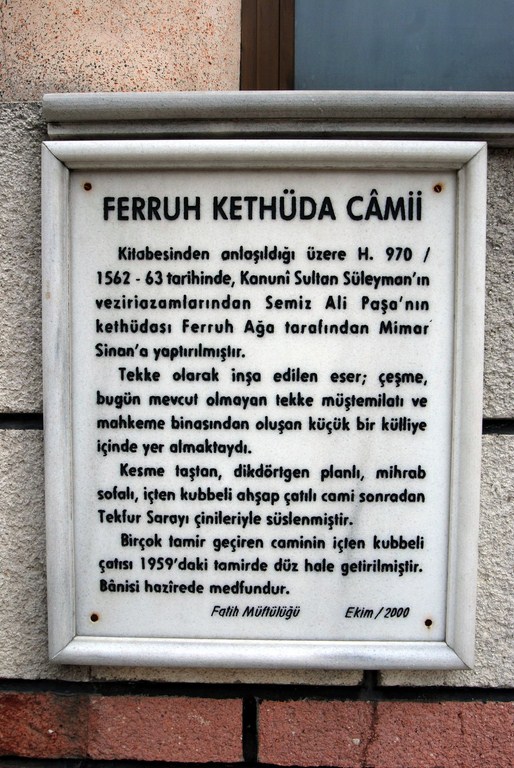 FERRUH KETHÜDA CÂMİİ
Kitabesinden anlaşıldığı üzere H. 970 /
1562 - 63 tarihinde, Kanunî Sultan Süleyman'ın
veziriazamlarından Semiz Ali Paşa'nın
kethüdası Ferruh Ağa tarafından Mimar
Sinan'a yaptırılmıştır.
Tekke olarak inşa edilen eser; çeşme,
bugün mevcut olmayan tekke müştemilatı ve
mahkeme binasından oluşan küçük bir külliye
içinde yer almaktaydı.
Kesme taştan, dikdörtgen planlı, mihrab
sofalı, içten kubbeli ahşap çatılı cami sonradan
Tekfur Sarayı çinileriyle süslenmiştir.
Birçok tamir geçiren caminin içten kubbeli
çatısı 1959'daki tamirde düz hale getirilmiştir.
Bânisi hazîrede medfundur.
Fatih Müftülüğü Ekim / 2000